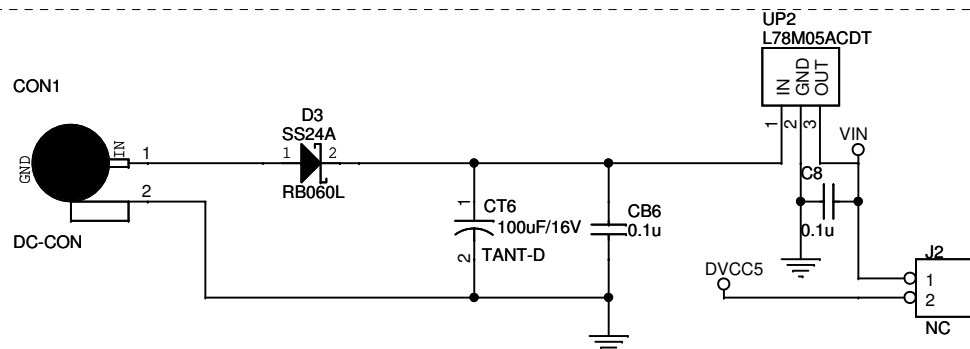 UP2
L78M05ACDT
IN
GND
OUT
1
2
3
CON1
GND
IN
1
2
DC-CON
D3
SS24A
1
2
RB060L
1
CT6
100uF/16V
2
TANT-D
CB6
0.1u
VIN
C8
0.1u
DVCC5
J2
1
2
NC